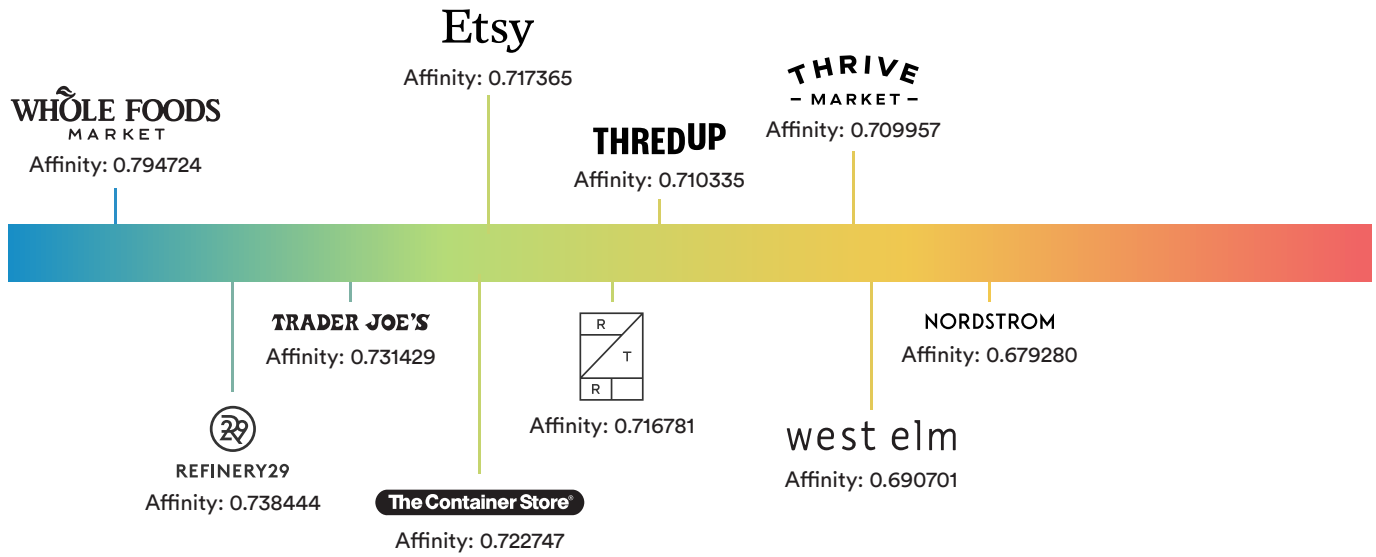 Etsy
Affinity: 0.717365
WHOLE FOODS
MARKET
Affinity: 0.794724
THREDUP
Affinity: 0.710335
THRIVE
- MARKET -
Affinity: 0.709957
TRADER JOE'S
Affinity: 0.731429
R
T
R
Affinity: 0.716781
NORDSTROM
Affinity: 0.679280
R29
REFINERY29
Affinity: 0.738444
The Container Store®
Affinity: 0.722747
west elm
Affinity: 0.690701